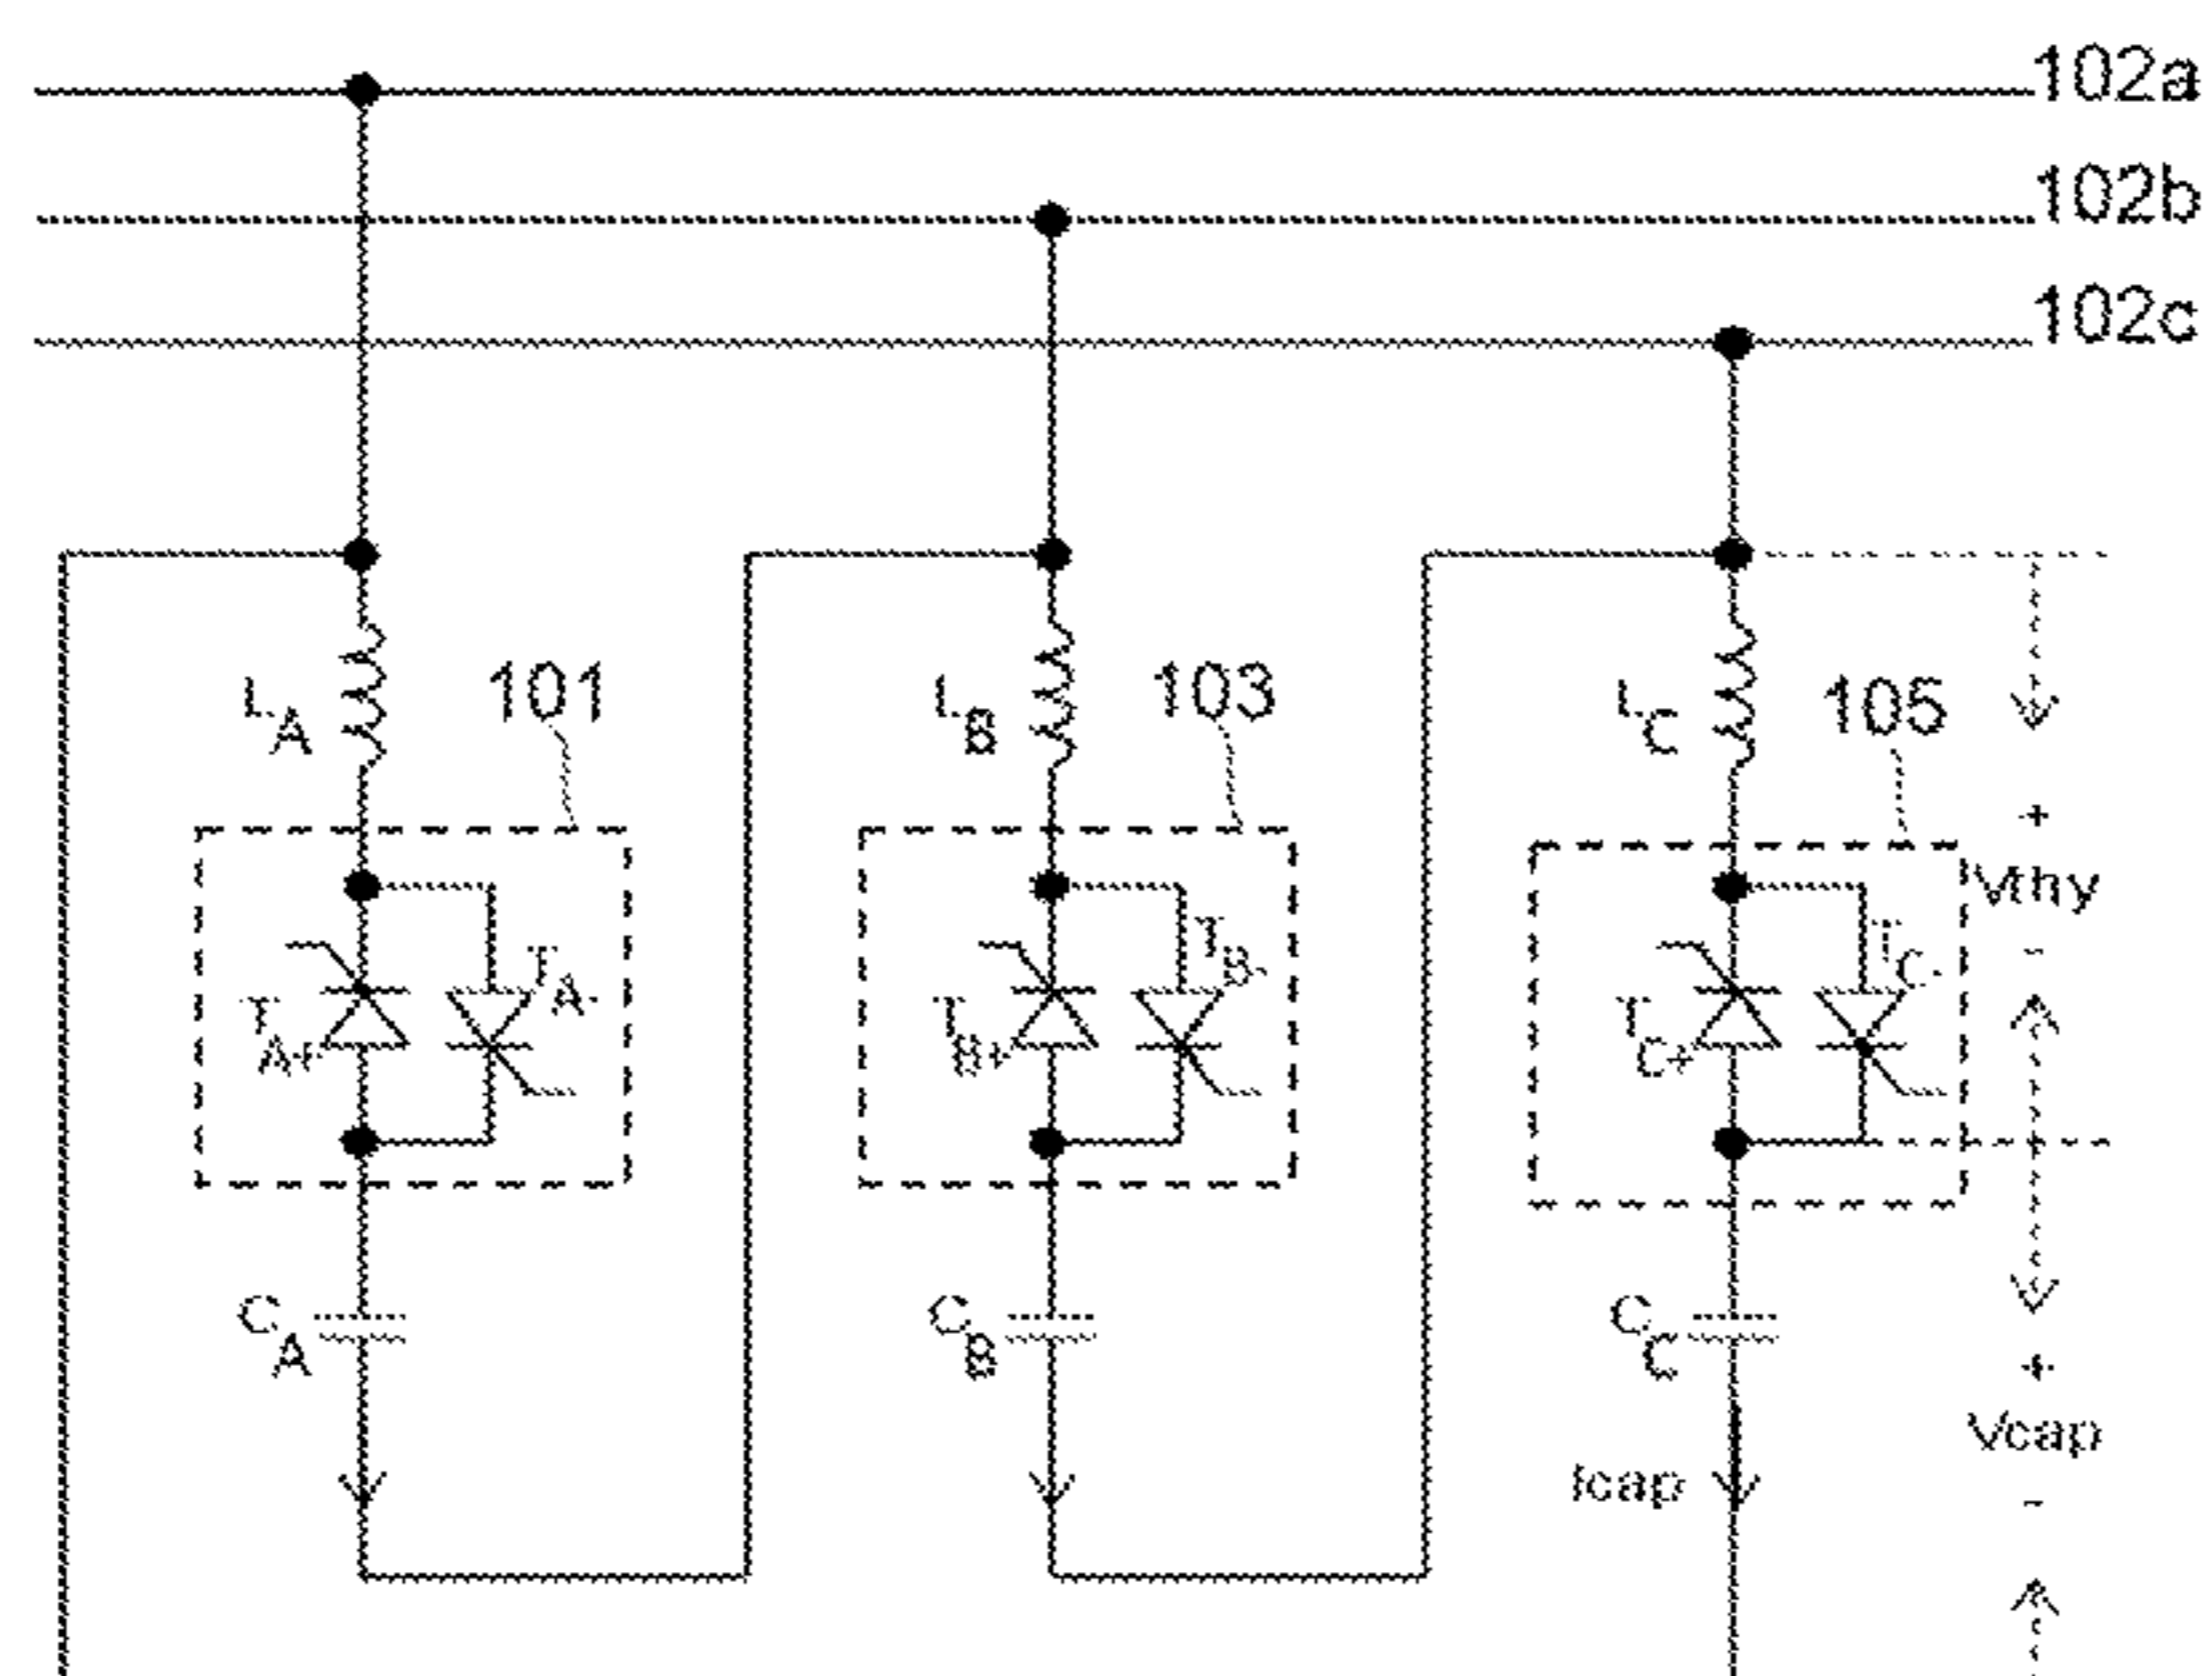 102a
102b
102c
LA
101
LB
103
LC
105
+
Vthy
-
TA+
TA-
TB+
TB-
TC+
TC-
CA
CB
CC
+
Vcap
-
Icap